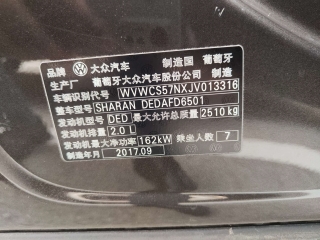 品牌 大众汽车 制造国 葡萄牙
生产厂 葡萄牙大众汽车股份公司 制造
车辆识别代号 WVWCS57NXJV013316
整车型号 SHARAN DEDAFD6501
发动机型号 DED 最大允许总质量 2510kg
发动机排量 2.0L
发动机最大净功率 162kW 乘坐人数 7
制造年月 2017.09